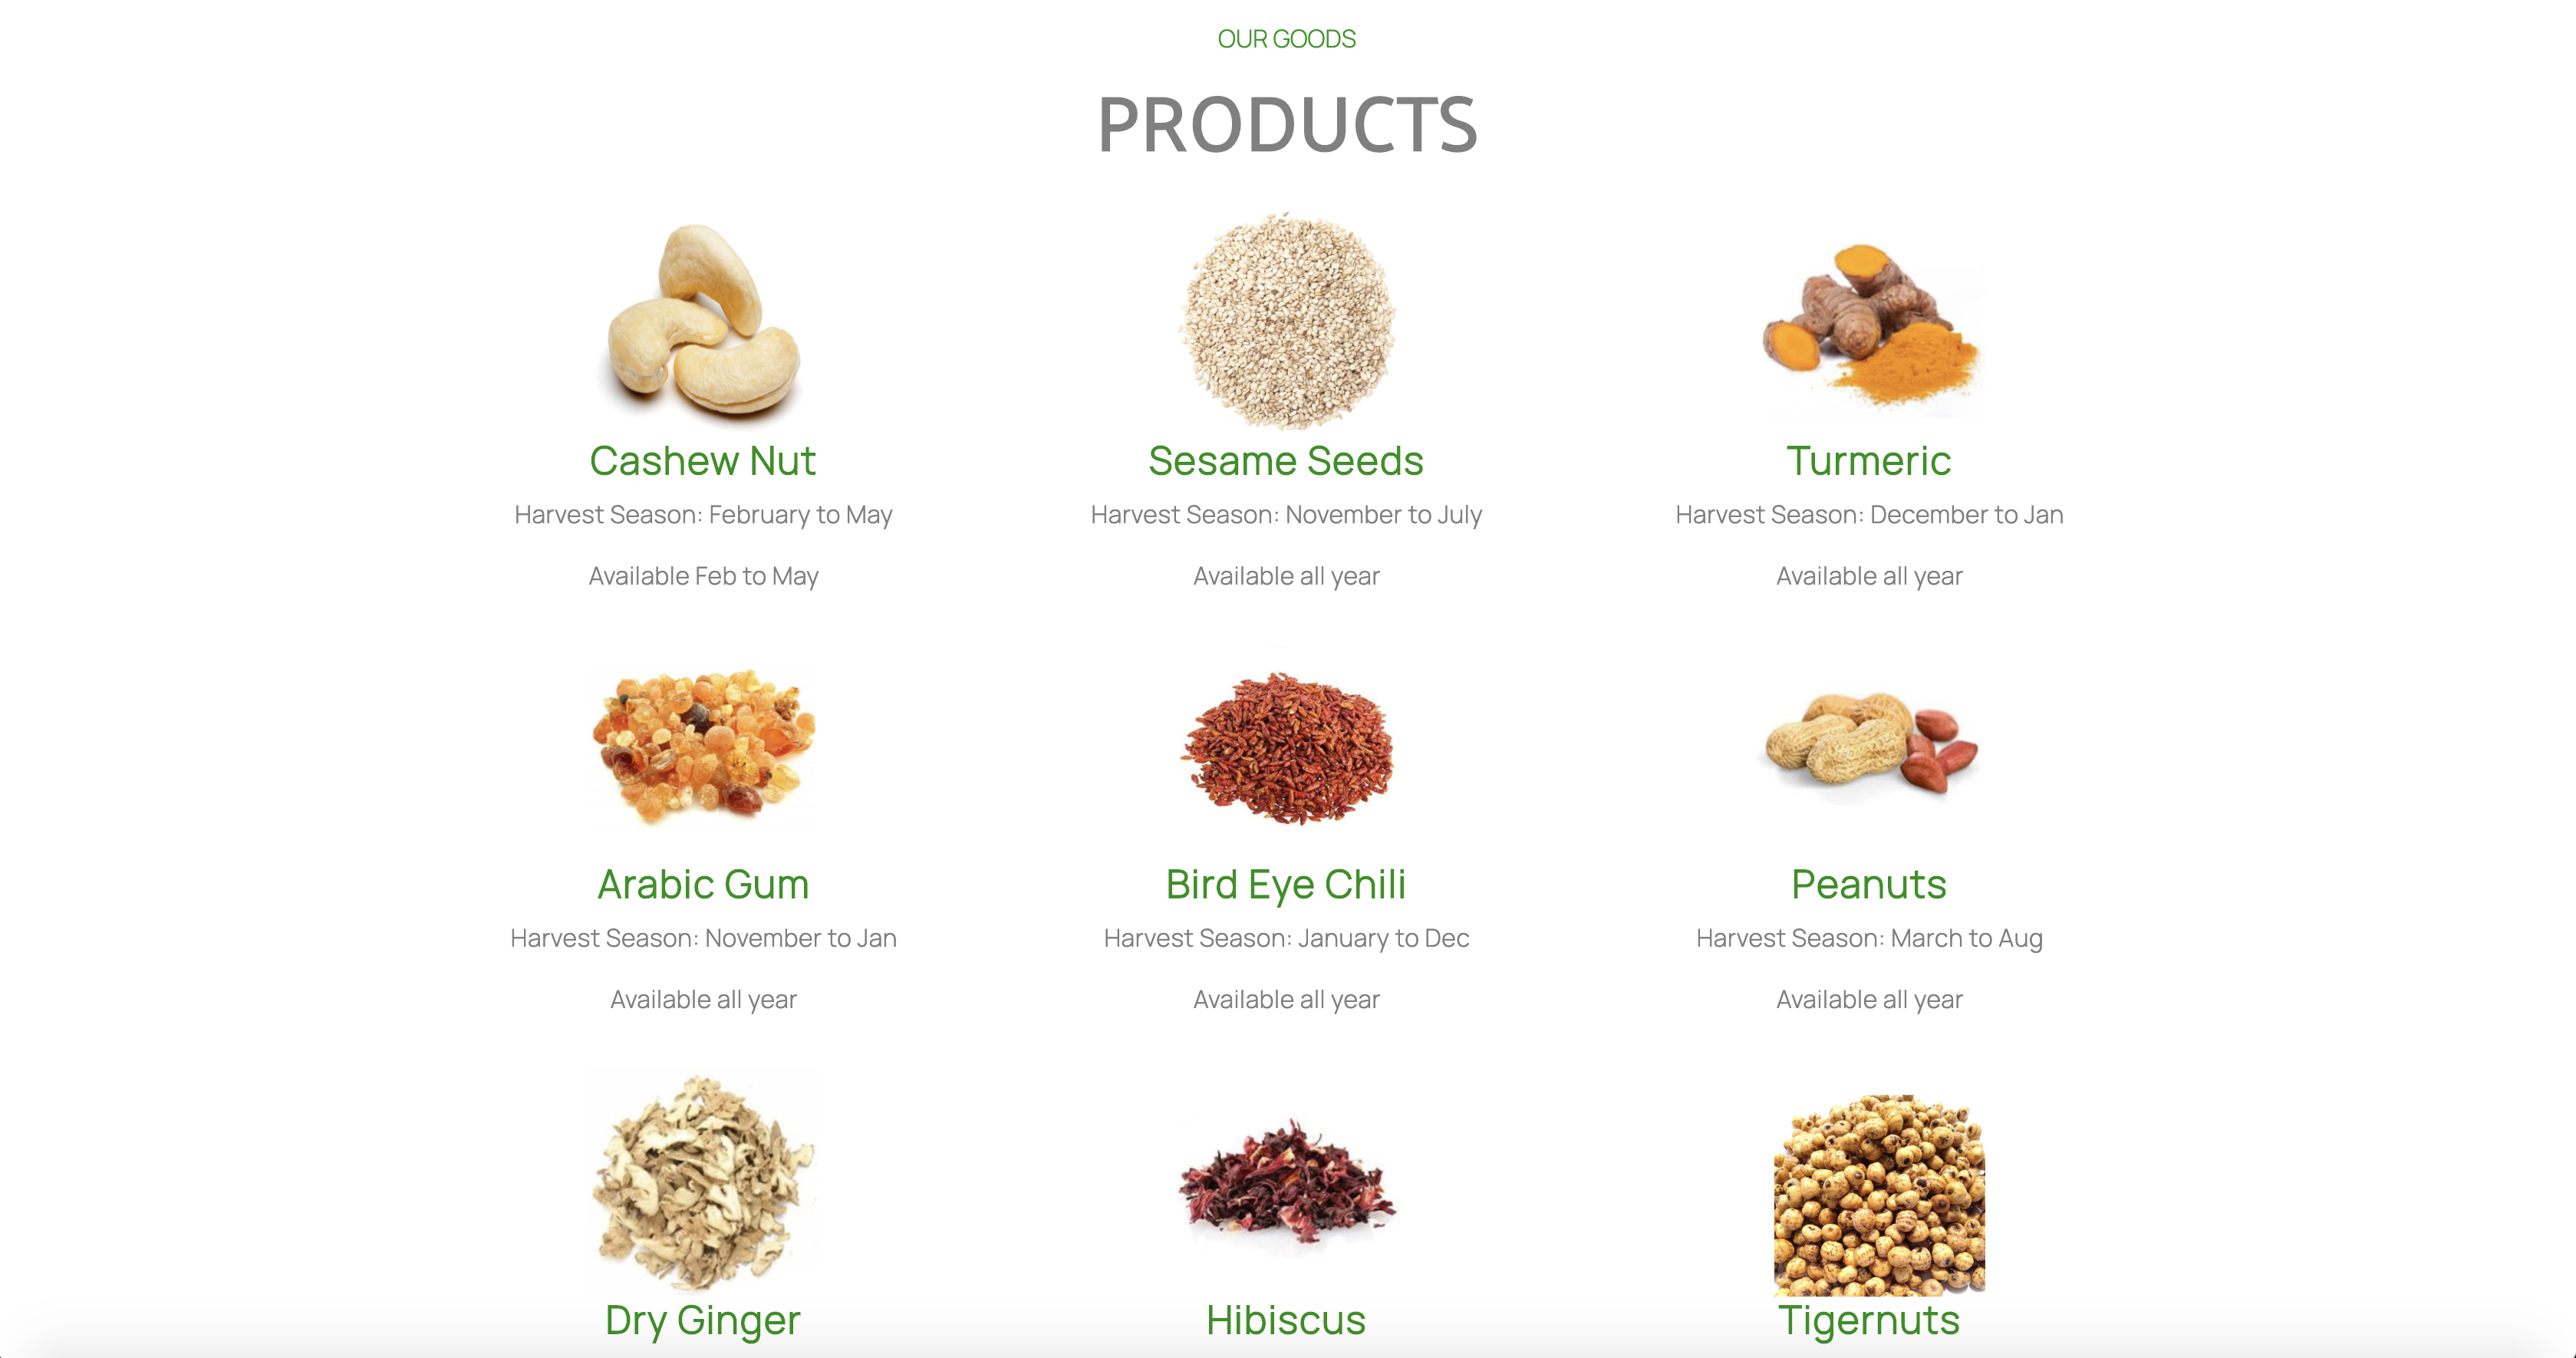 OUR GOODS
PRODUCTS
Cashew Nut
Harvest Season: February to May
Available Feb to May
Sesame Seeds
Harvest Season: November to July
Available all year
Turmeric
Harvest Season: December to Jan
Available all year
Arabic Gum
Harvest Season: November to Jan
Available all year
Bird Eye Chili
Harvest Season: January to Dec
Available all year
Peanuts
Harvest Season: March to Aug
Available all year
Dry Ginger
Hibiscus
Tigernuts